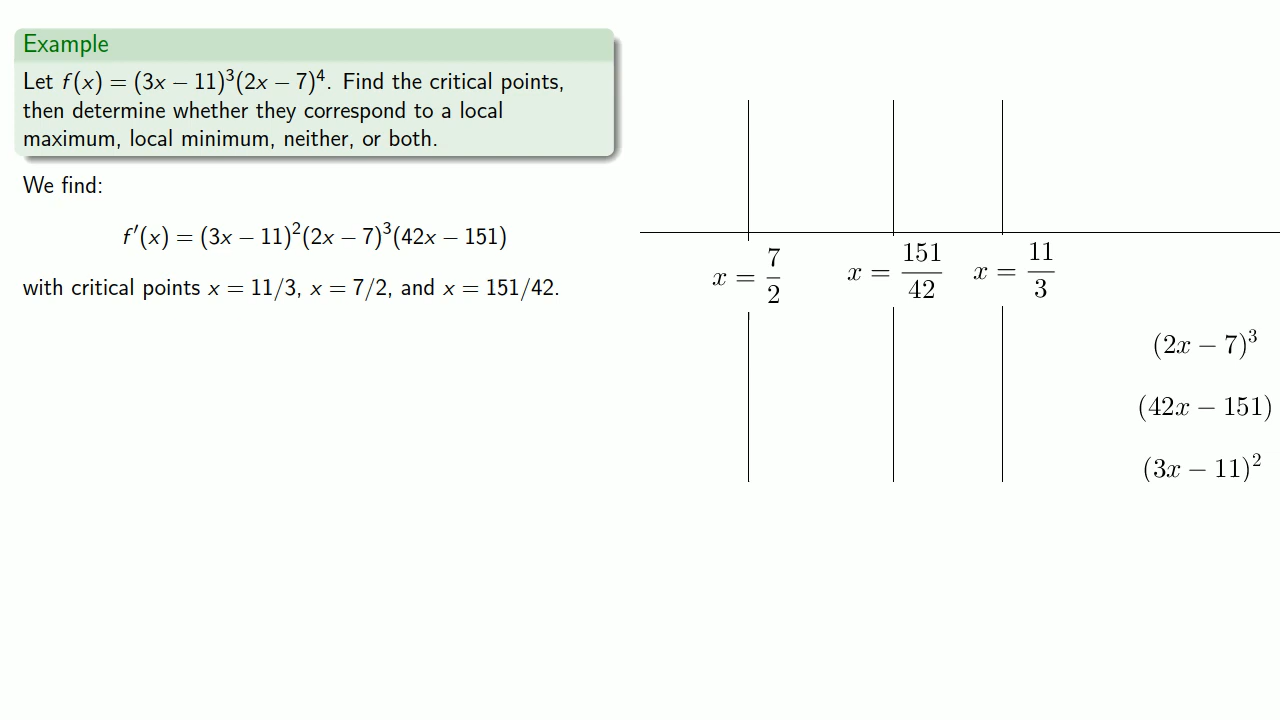 Example
Let f(x) = (3x − 11)³(2x − 7)⁴. Find the critical points,
then determine whether they correspond to a local
maximum, local minimum, neither, or both.
We find:
f′(x) = (3x − 11)²(2x − 7)³(42x − 151)
with critical points x = 11/3, x = 7/2, and x = 151/42.
x = 7/2
x = 151/42
x = 11/3
(2x − 7)³
(42x − 151)
(3x − 11)²